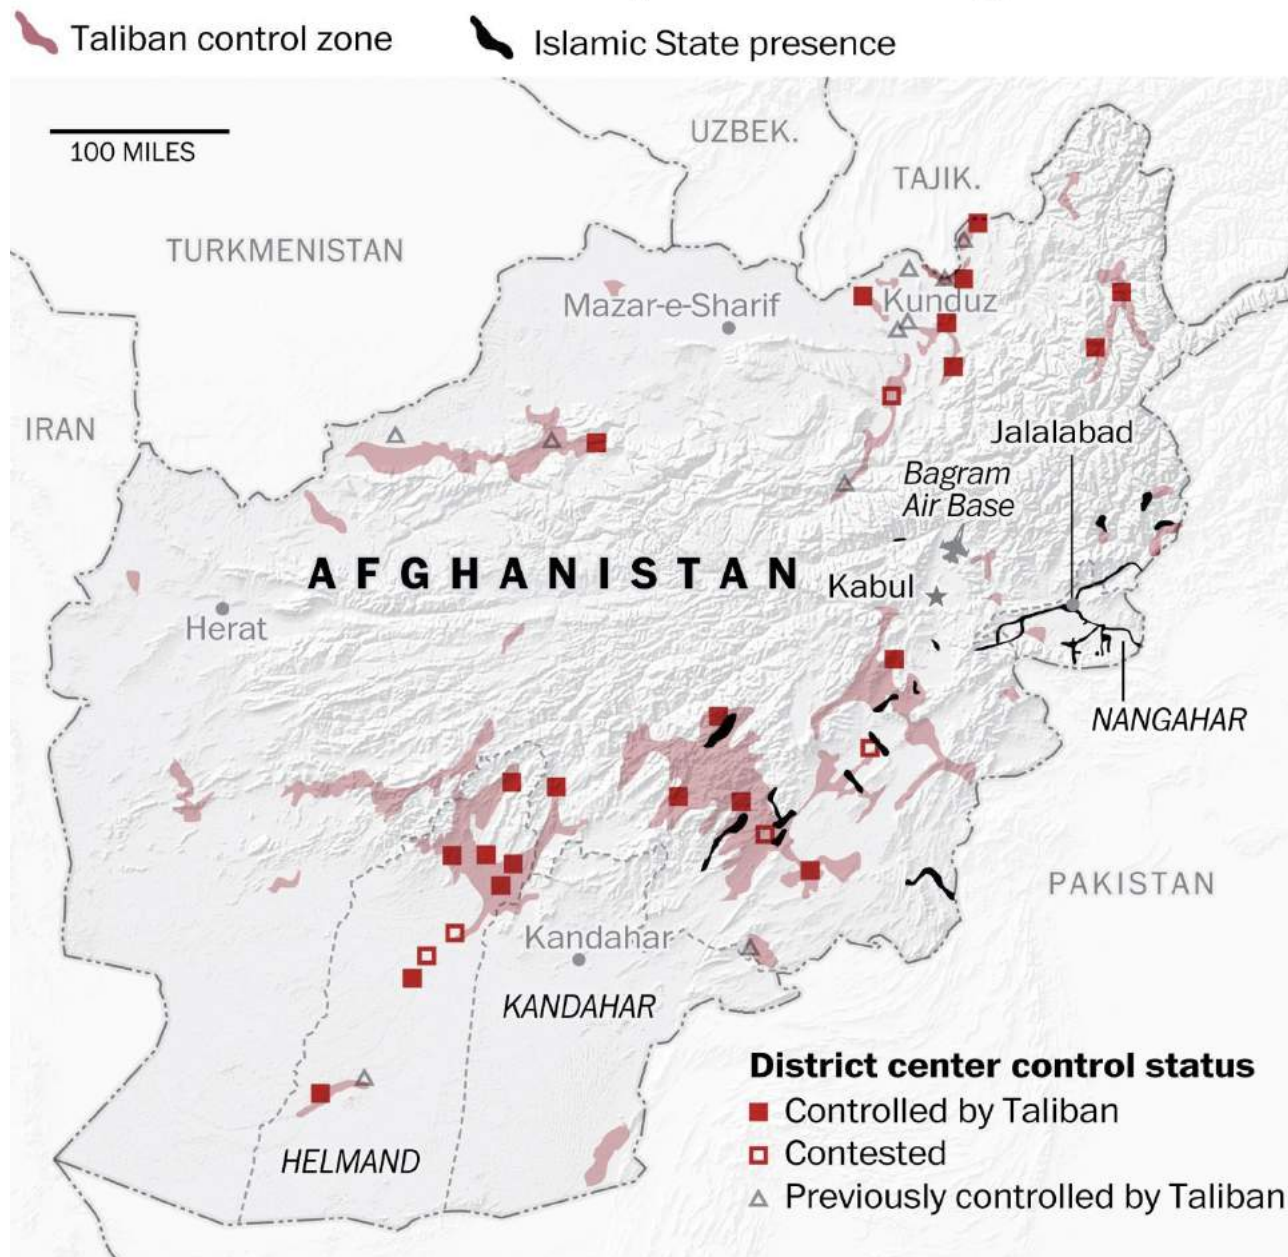 Taliban control zone
Islamic State presence
100 MILES
UZBEK.
TAJIK.
TURKMENISTAN
Mazar-e-Sharif
Kunduz
IRAN
Jalalabad
Bagram
Air Base
AFGHANISTAN
Kabul
Herat
NANGAHAR
PAKISTAN
Kandahar
KANDAHAR
HELMAND
District center control status
Controlled by Taliban
Contested
Previously controlled by Taliban